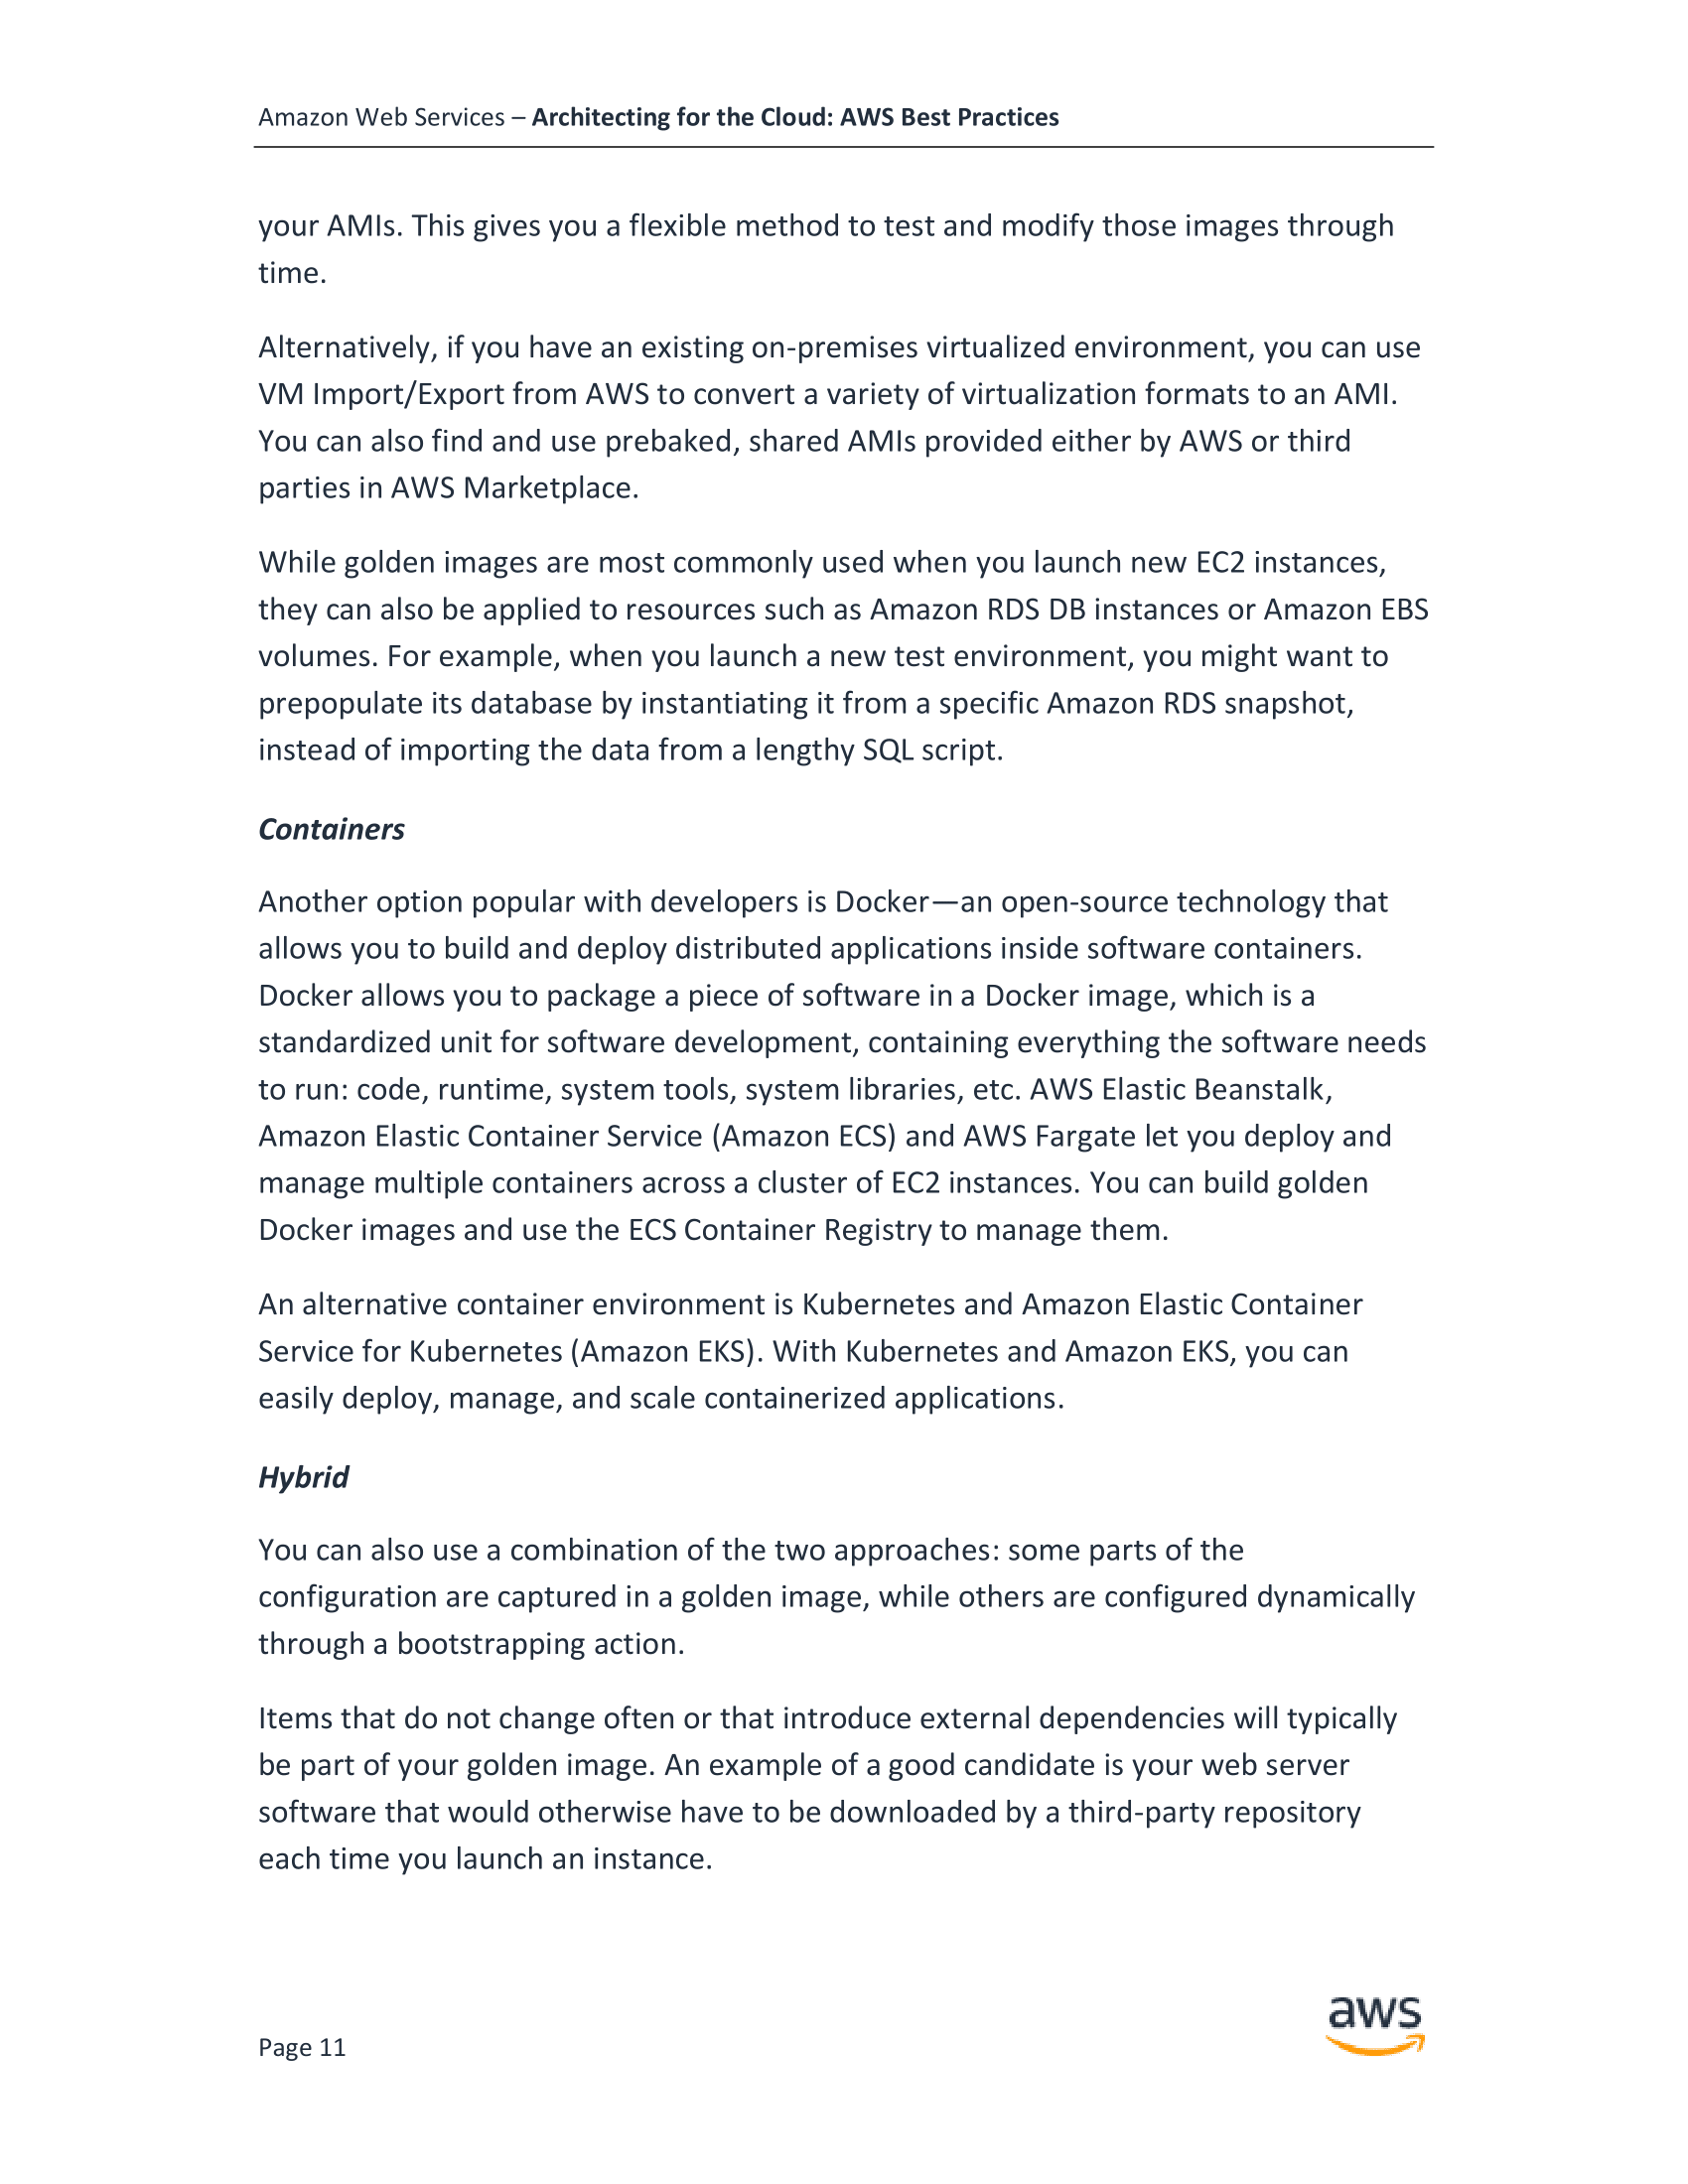 Amazon Web Services – Architecting for the Cloud: AWS Best Practices
your AMIs. This gives you a flexible method to test and modify those images through
time.
Alternatively, if you have an existing on-premises virtualized environment, you can use
VM Import/Export from AWS to convert a variety of virtualization formats to an AMI.
You can also find and use prebaked, shared AMIs provided either by AWS or third
parties in AWS Marketplace.
While golden images are most commonly used when you launch new EC2 instances,
they can also be applied to resources such as Amazon RDS DB instances or Amazon EBS
volumes. For example, when you launch a new test environment, you might want to
prepopulate its database by instantiating it from a specific Amazon RDS snapshot,
instead of importing the data from a lengthy SQL script.
Containers
Another option popular with developers is Docker—an open-source technology that
allows you to build and deploy distributed applications inside software containers.
Docker allows you to package a piece of software in a Docker image, which is a
standardized unit for software development, containing everything the software needs
to run: code, runtime, system tools, system libraries, etc. AWS Elastic Beanstalk,
Amazon Elastic Container Service (Amazon ECS) and AWS Fargate let you deploy and
manage multiple containers across a cluster of EC2 instances. You can build golden
Docker images and use the ECS Container Registry to manage them.
An alternative container environment is Kubernetes and Amazon Elastic Container
Service for Kubernetes (Amazon EKS). With Kubernetes and Amazon EKS, you can
easily deploy, manage, and scale containerized applications.
Hybrid
You can also use a combination of the two approaches: some parts of the
configuration are captured in a golden image, while others are configured dynamically
through a bootstrapping action.
Items that do not change often or that introduce external dependencies will typically
be part of your golden image. An example of a good candidate is your web server
software that would otherwise have to be downloaded by a third-party repository
each time you launch an instance.
aws
Page 11